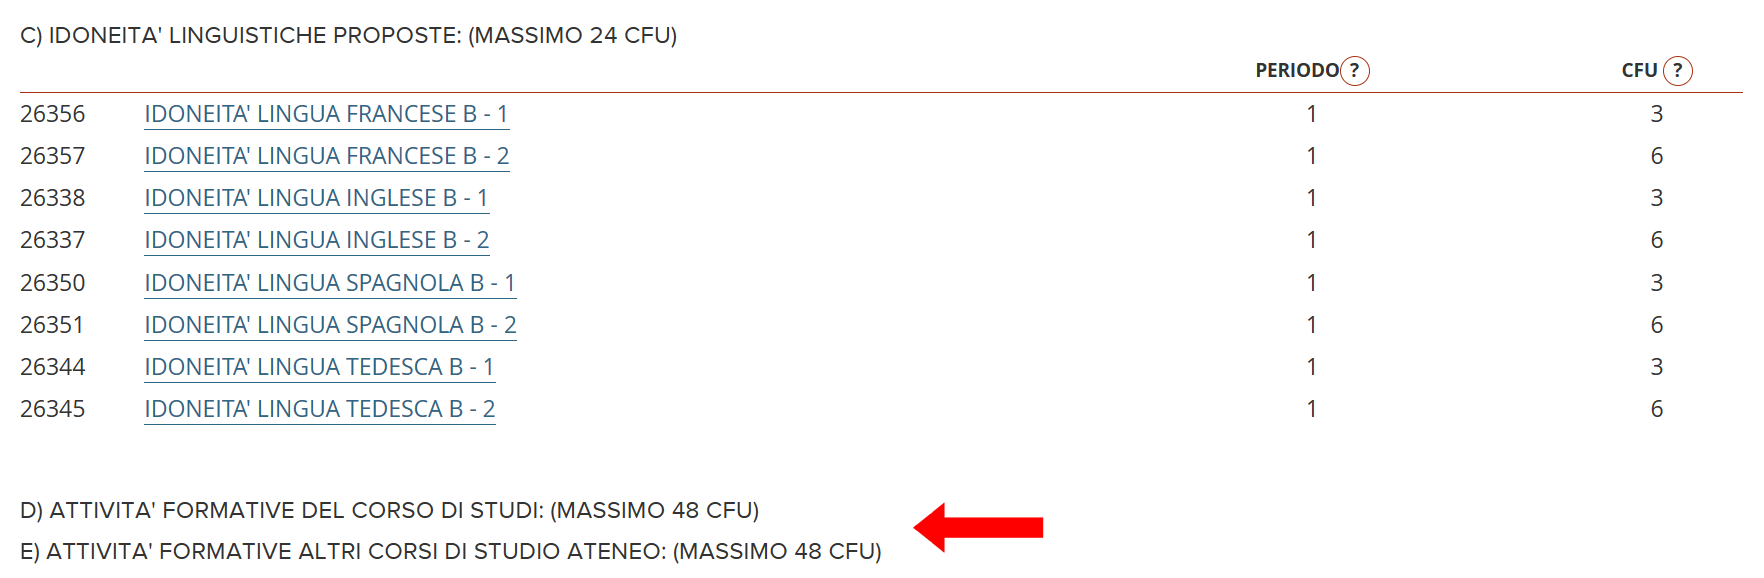 C) IDONEITA' LINGUISTICHE PROPOSTE: (MASSIMO 24 CFU)
PERIODO ? CFU ?
26356 IDONEITA' LINGUA FRANCESE B - 1 1 3
26357 IDONEITA' LINGUA FRANCESE B - 2 1 6
26338 IDONEITA' LINGUA INGLESE B - 1 1 3
26337 IDONEITA' LINGUA INGLESE B - 2 1 6
26350 IDONEITA' LINGUA SPAGNOLA B - 1 1 3
26351 IDONEITA' LINGUA SPAGNOLA B - 2 1 6
26344 IDONEITA' LINGUA TEDESCA B - 1 1 3
26345 IDONEITA' LINGUA TEDESCA B - 2 1 6
D) ATTIVITA' FORMATIVE DEL CORSO DI STUDI: (MASSIMO 48 CFU)
E) ATTIVITA' FORMATIVE ALTRI CORSI DI STUDIO ATENEO: (MASSIMO 48 CFU)